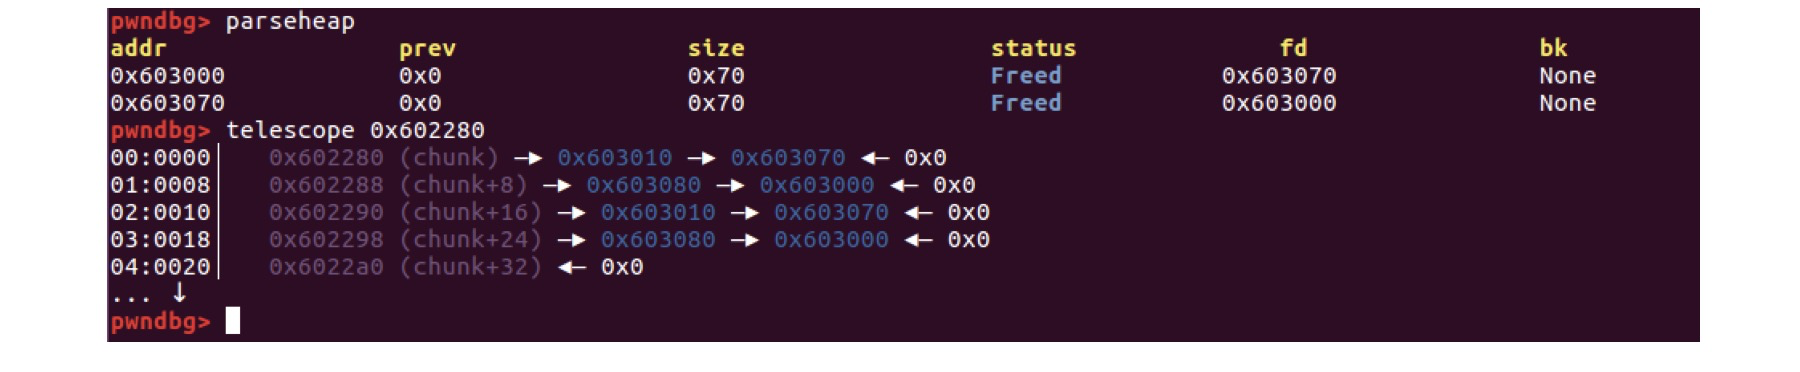 pwndbg> parseheap
addr prev size status fd bk
0x603000 0x0 0x70 Freed 0x603070 None
0x603070 0x0 0x70 Freed 0x603000 None
pwndbg> telescope 0x602280
00:0000│ 0x602280 (chunk) —▸ 0x603010 —▸ 0x603070 ◂— 0x0
01:0008│ 0x602288 (chunk+8) —▸ 0x603080 —▸ 0x603000 ◂— 0x0
02:0010│ 0x602290 (chunk+16) —▸ 0x603010 —▸ 0x603070 ◂— 0x0
03:0018│ 0x602298 (chunk+24) —▸ 0x603080 —▸ 0x603000 ◂— 0x0
04:0020│ 0x6022a0 (chunk+32) ◂— 0x0
... ↓
pwndbg>